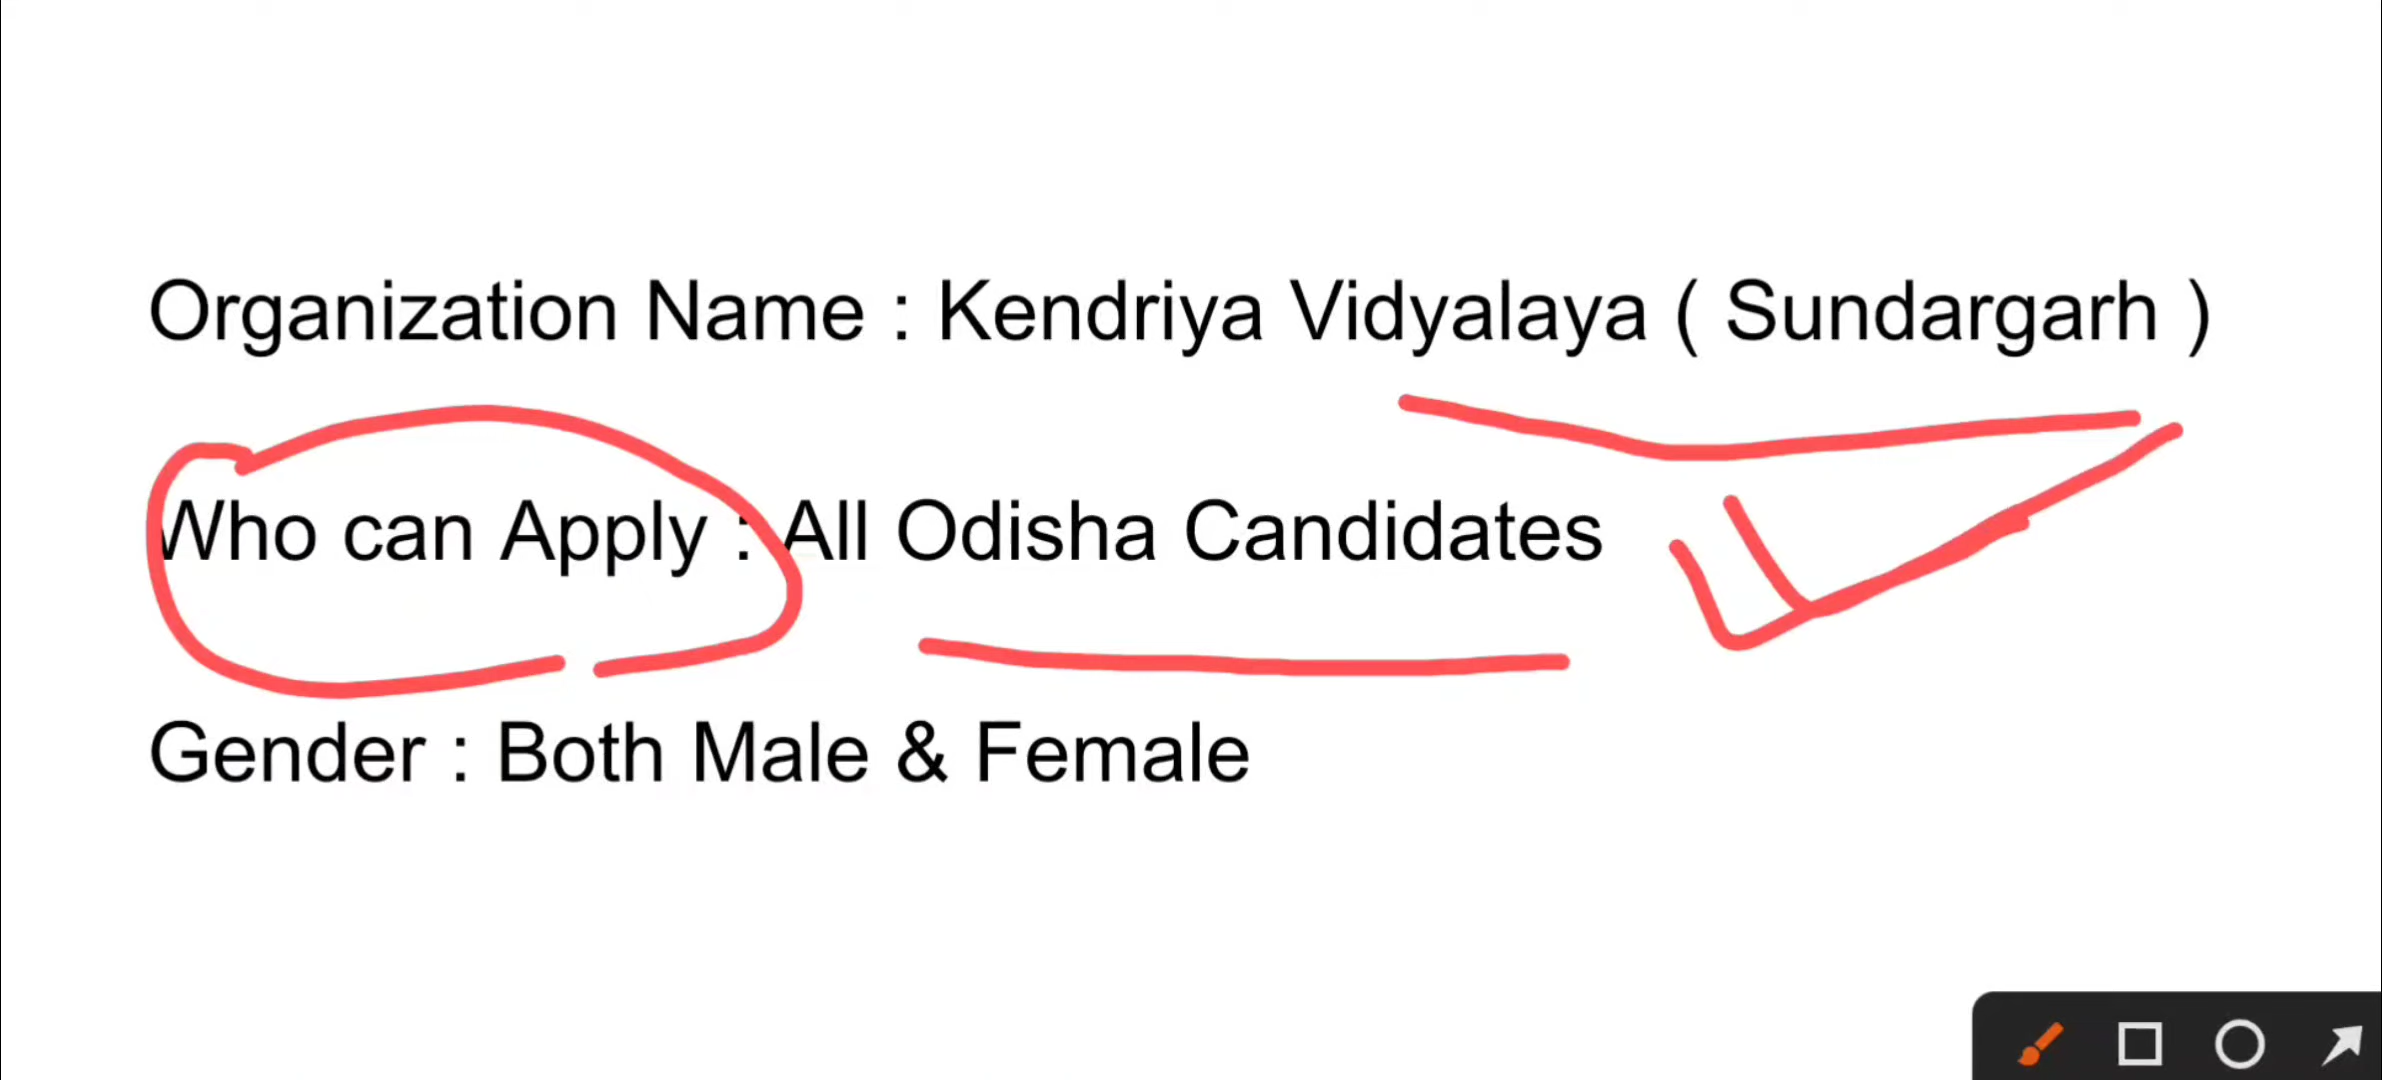 Organization Name : Kendriya Vidyalaya ( Sundargarh )
Who can Apply : All Odisha Candidates
Gender : Both Male & Female